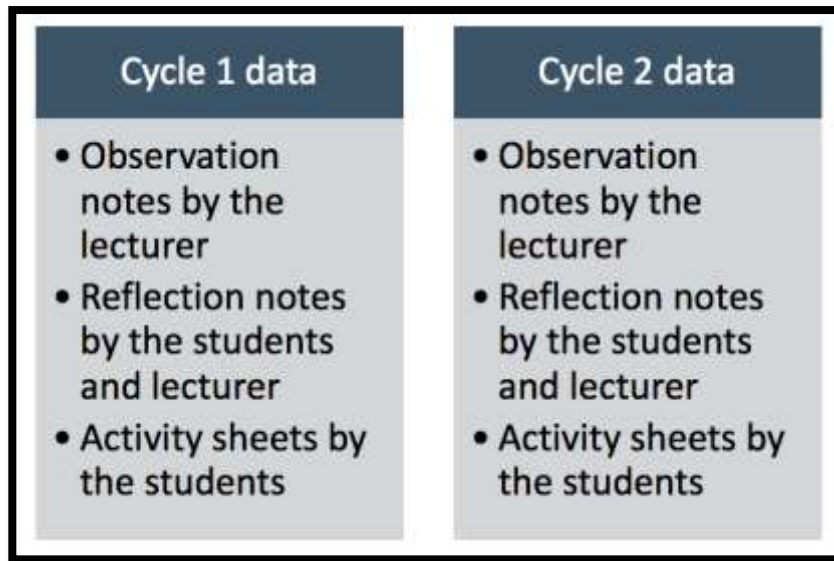 Cycle 1 data
• Observation
notes by the
lecturer
• Reflection notes
by the students
and lecturer
• Activity sheets by
the students
Cycle 2 data
• Observation
notes by the
lecturer
• Reflection notes
by the students
and lecturer
• Activity sheets by
the students